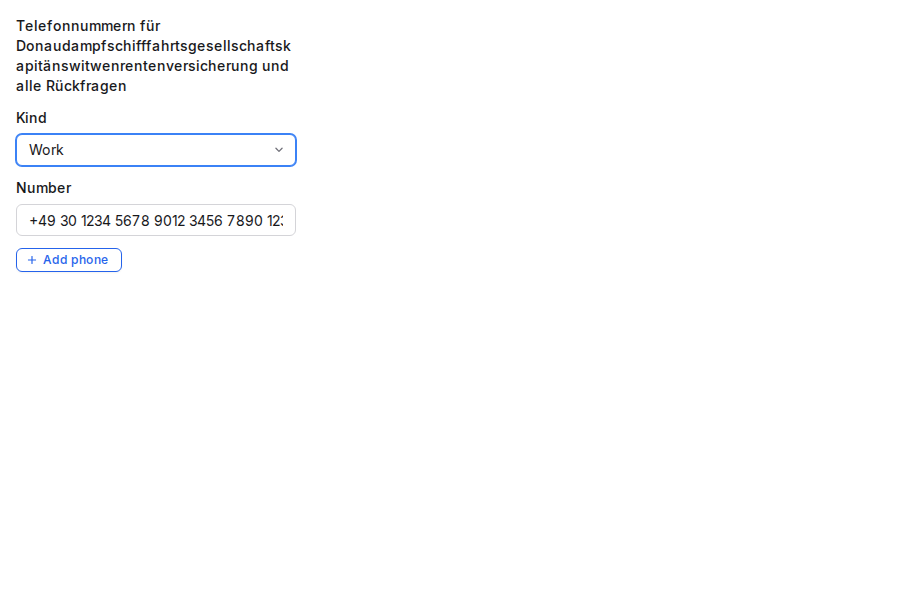 Telefonnummern für
Donaudampfschifffahrtsgesellschaftsk
apitänswitwenrentenversicherung und
alle Rückfragen
Kind
Work
Number
+49 30 1234 5678 9012 3456 7890 123
Add phone